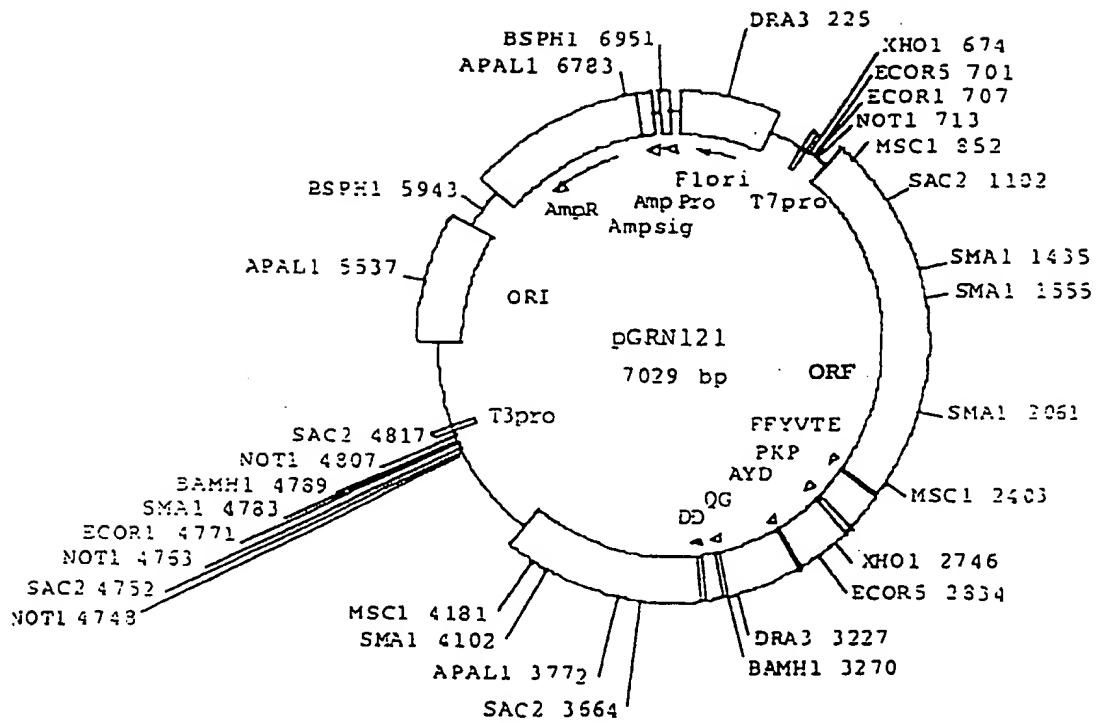 DRA3 225
BSPH1 6951
APAL1 6783
XHO1 674
ECOR5 701
ECOR1 707
NOT1 713
MSC1 852
SAC2 1182
SMA1 1435
SMA1 1555
SMA1 2061
MSC1 2403
XHO1 2746
ECOR5 2834
DRA3 3227
BAMH1 3270
SAC2 3664
APAL1 3772
SMA1 4102
MSC1 4181
NOT1 4748
SAC2 4752
NOT1 4763
ECOR1 4771
SMA1 4783
BAMH1 4789
NOT1 4807
SAC2 4817
APAL1 5537
BSPH1 5943
Flori
T7pro
Amp Pro
AmpR
Ampsig
ORI
pGRN121
7029 bp
ORF
T3pro
FFYVTE
PKP
AYD
QG
DD